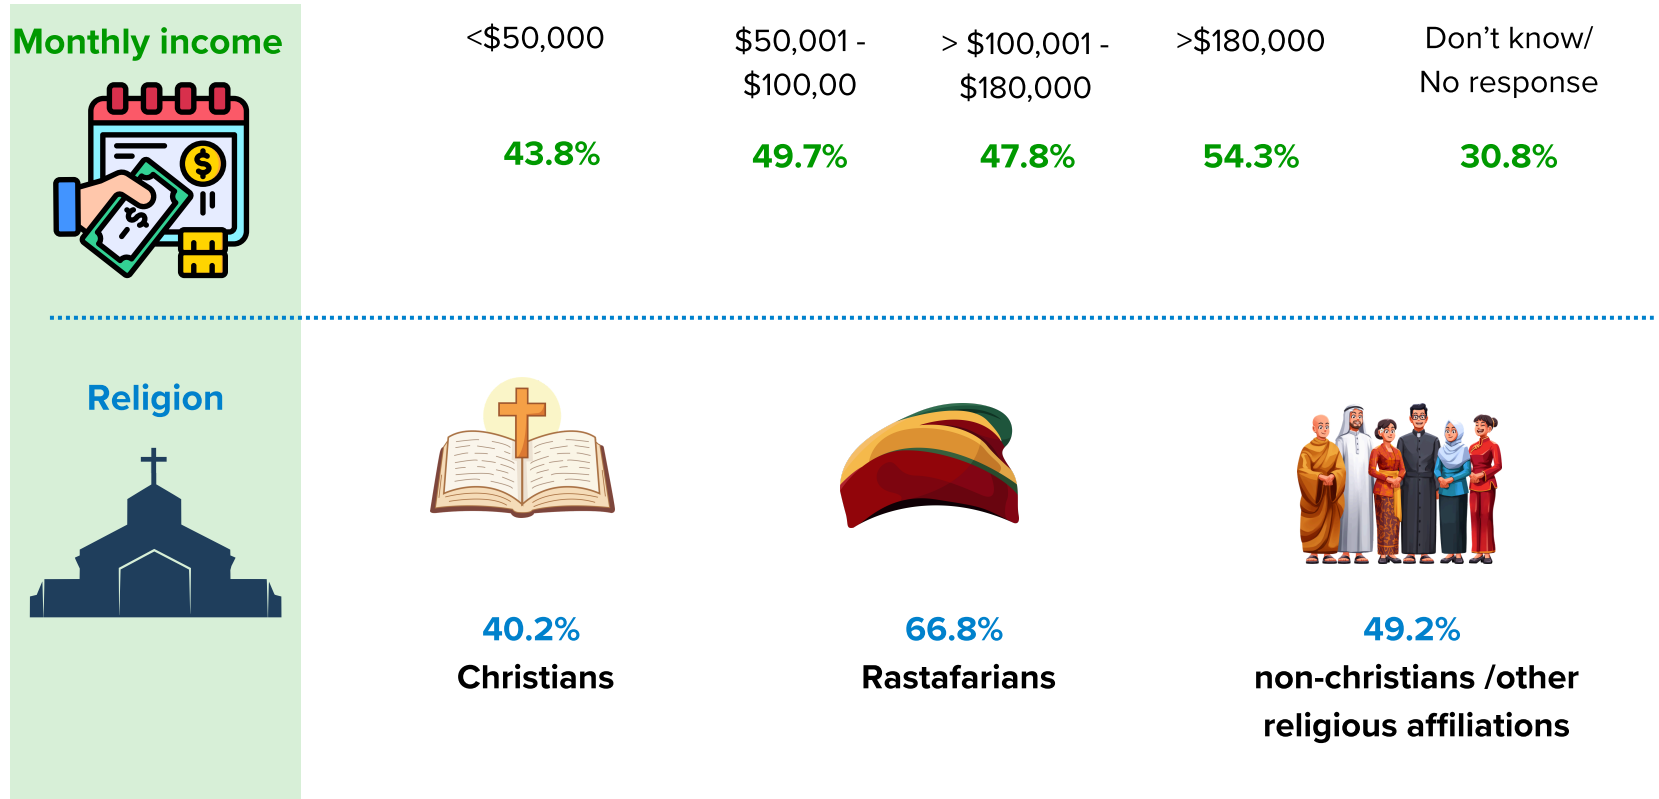 Monthly income
<$50,000
$50,001 -
$100,00
> $100,001 -
$180,000
>$180,000
Don’t know/
No response
43.8%
49.7%
47.8%
54.3%
30.8%
Religion
40.2%
Christians
66.8%
Rastafarians
49.2%
non-christians /other
religious affiliations